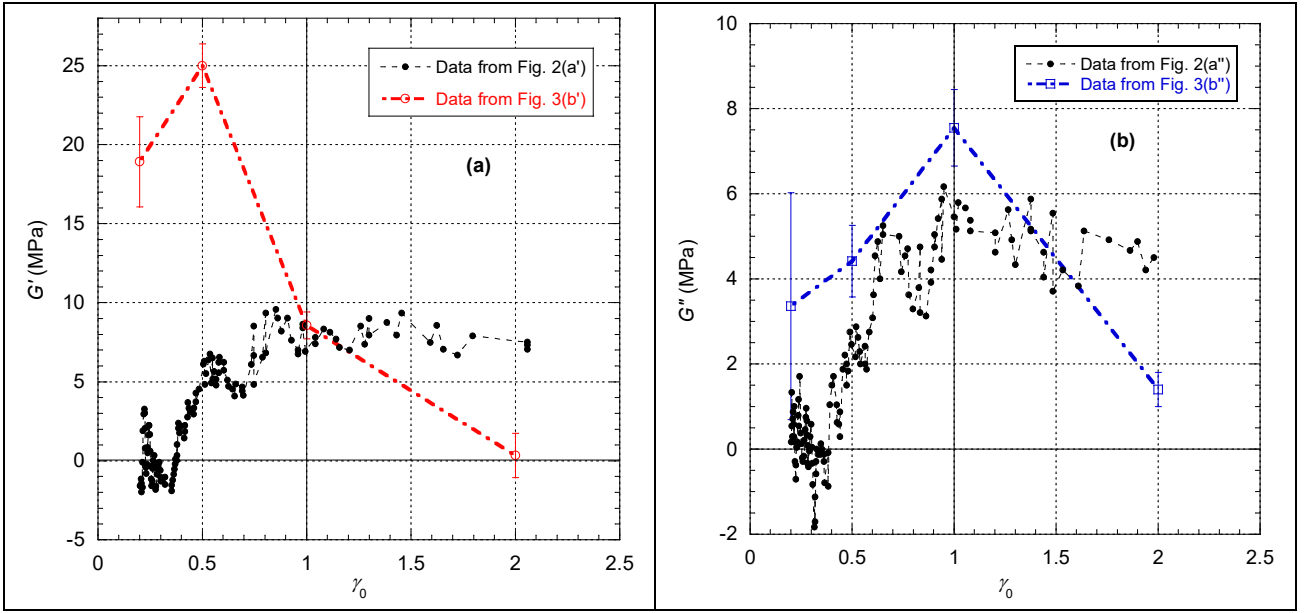 25
20
15
10
5
0
-5
G' (MPa)
Data from Fig. 2(a')
Data from Fig. 3(b')
(a)
0 0.5 1 1.5 2 2.5
γ0
10
8
6
4
2
0
-2
G" (MPa)
Data from Fig. 2(a")
Data from Fig. 3(b")
(b)
0 0.5 1 1.5 2 2.5
γ0